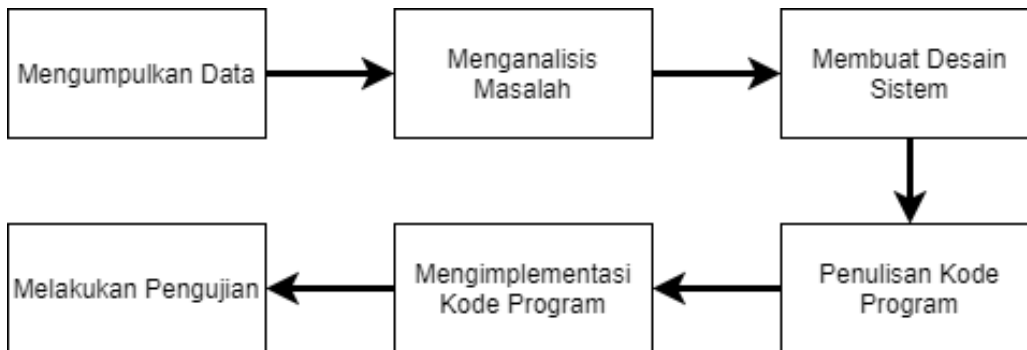 Mengumpulkan Data
Menganalisis
Masalah
Membuat Desain
Sistem
Penulisan Kode
Program
Mengimplementasi
Kode Program
Melakukan Pengujian